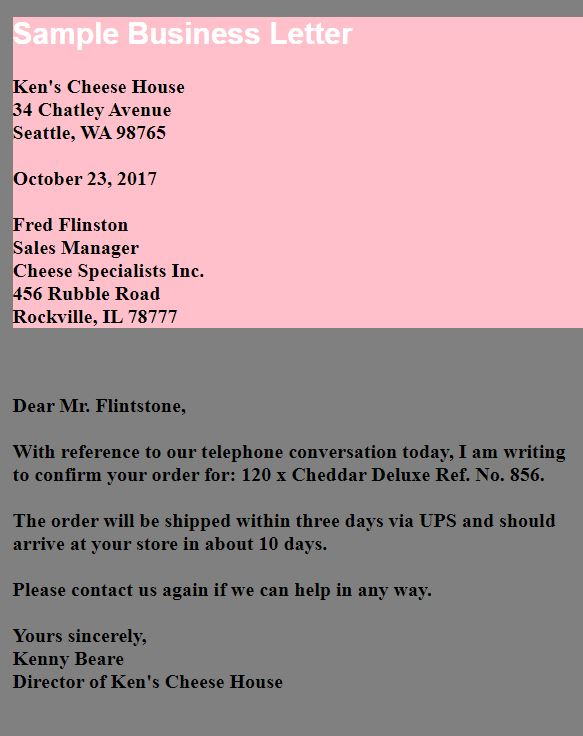 Sample Business Letter
Ken's Cheese House
34 Chatley Avenue
Seattle, WA 98765
October 23, 2017
Fred Flinston
Sales Manager
Cheese Specialists Inc.
456 Rubble Road
Rockville, IL 78777
Dear Mr. Flintstone,
With reference to our telephone conversation today, I am writing
to confirm your order for: 120 x Cheddar Deluxe Ref. No. 856.
The order will be shipped within three days via UPS and should
arrive at your store in about 10 days.
Please contact us again if we can help in any way.
Yours sincerely,
Kenny Beare
Director of Ken's Cheese House